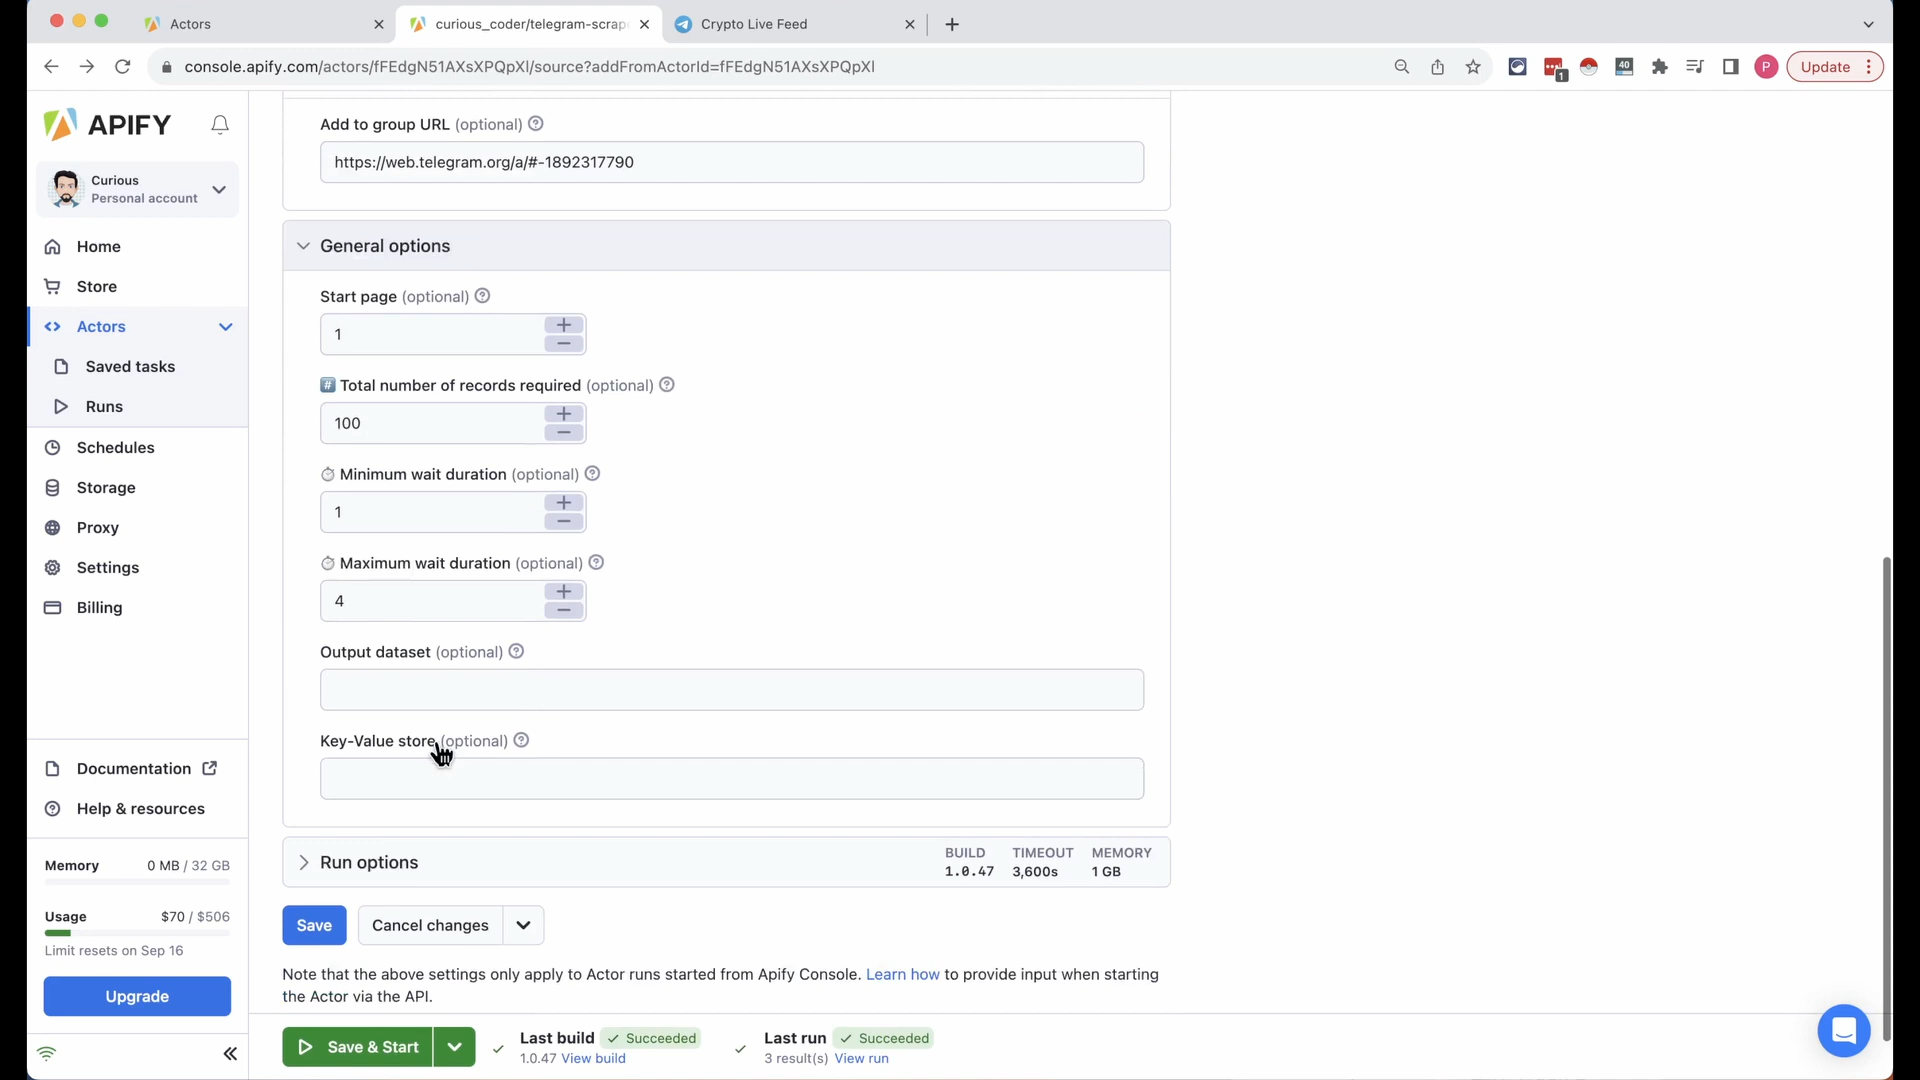 Actors
curious_coder/telegram-scrap
Crypto Live Feed
console.apify.com/actors/fFEdgN51AXsXPQpXl/source?addFromActorId=fFEdgN51AXsXPQpXl
1
40
P
Update
APIFY
Curious
Personal account
Home
Store
Actors
Saved tasks
Runs
Schedules
Storage
Proxy
Settings
Billing
Documentation
Help & resources
Memory 0 MB / 32 GB
Usage $70 / $506
Limit resets on Sep 16
Upgrade
Add to group URL (optional)
https://web.telegram.org/a/#-1892317790
General options
Start page (optional)
1
# Total number of records required (optional)
100
Minimum wait duration (optional)
1
Maximum wait duration (optional)
4
Output dataset (optional)
Key-Value store (optional)
Run options
BUILD TIMEOUT MEMORY
1.0.47 3,600s 1 GB
Save
Cancel changes
Note that the above settings only apply to Actor runs started from Apify Console. Learn how to provide input when starting
the Actor via the API.
Save & Start
Last build Succeeded
1.0.47 View build
Last run Succeeded
3 result(s) View run